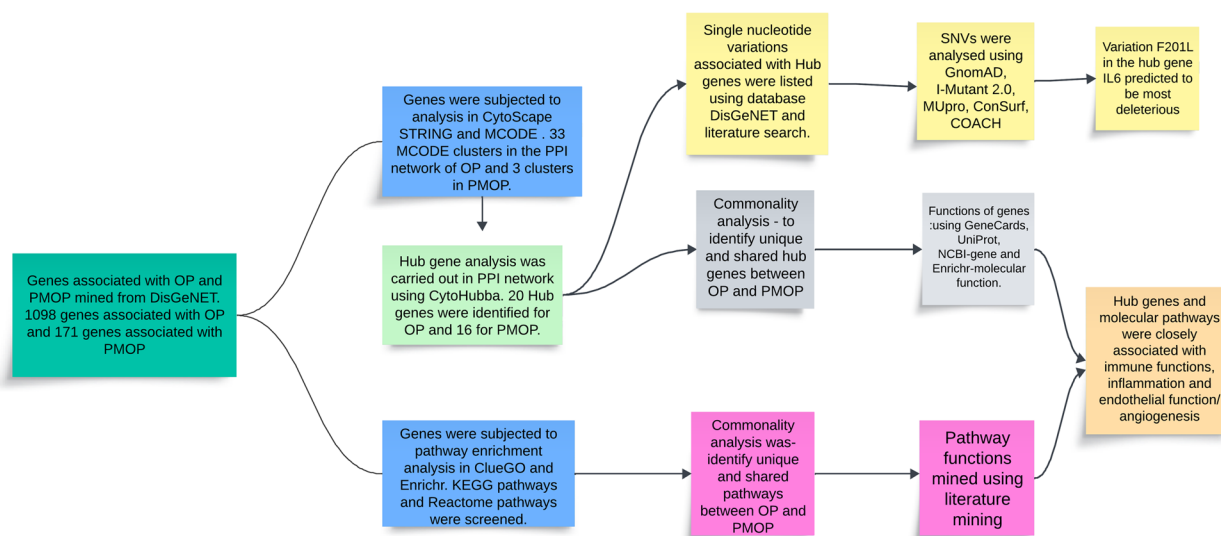 Genes associated with OP and
PMOP mined from DisGeNET.
1098 genes associated with OP
and 171 genes associated with
PMOP
Genes were subjected to
analysis in CytoScape
STRING and MCODE . 33
MCODE clusters in the PPI
network of OP and 3 clusters
in PMOP.
Hub gene analysis was
carried out in PPI network
using CytoHubba. 20 Hub
genes were identified for
OP and 16 for PMOP.
Genes were subjected to
pathway enrichment
analysis in ClueGO and
Enrichr. KEGG pathways
and Reactome pathways
were screened.
Single nucleotide
variations
associated with Hub
genes were listed
using database
DisGeNET and
literature search.
SNVs were
analysed using
GnomAD,
I-Mutant 2.0,
MUpro, ConSurf,
COACH
Variation F201L
in the hub gene
IL6 predicted to
be most
deleterious
Commonality
analysis - to
identify unique
and shared hub
genes between
OP and PMOP
Functions of genes
:using GeneCards,
UniProt,
NCBI-gene and
Enrichr-molecular
function.
Commonality
analysis was-
identify unique
and shared
pathways
between OP and
PMOP
Pathway
functions
mined using
literature
mining
Hub genes and
molecular pathways
were closely
associated with
immune functions,
inflammation and
endothelial function/
angiogenesis